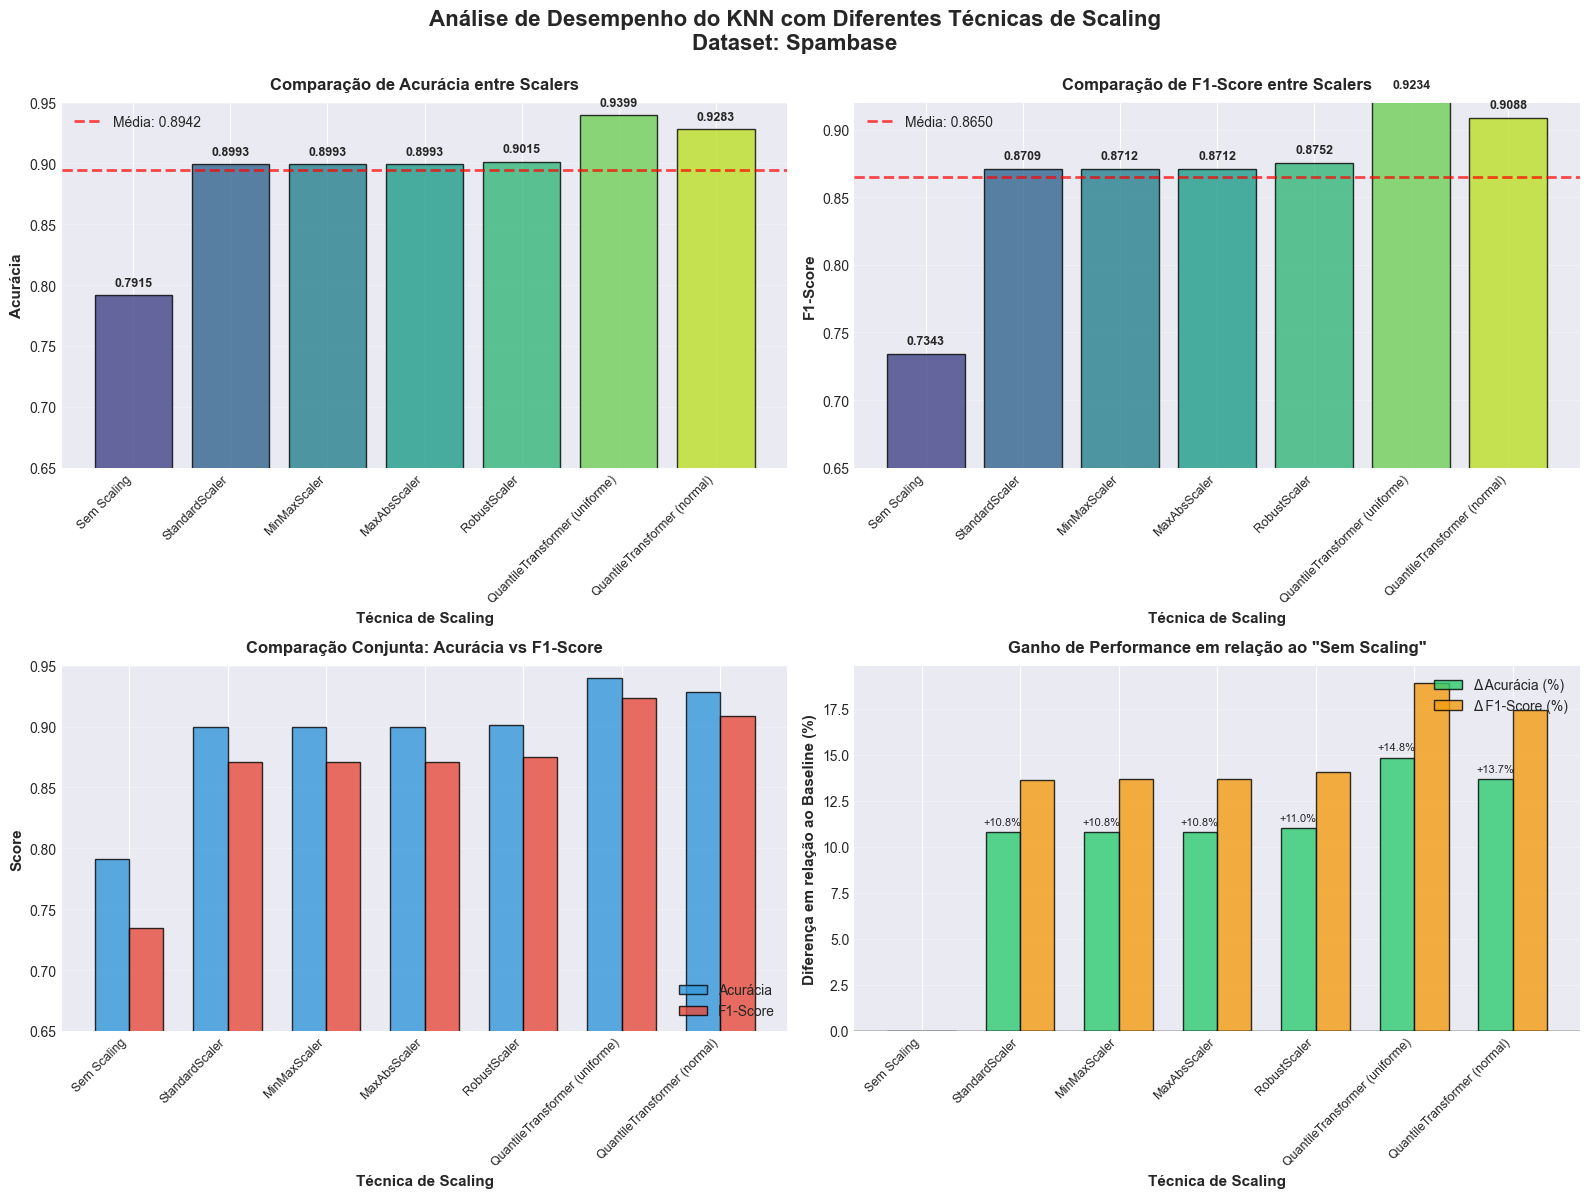 Análise de Desempenho do KNN com Diferentes Técnicas de Scaling
Dataset: Spambase
Comparação de Acurácia entre Scalers
0.95
0.90
0.85
0.80
0.75
0.70
0.65
Acurácia
Média: 0.8942
0.7915
0.8993
0.8993
0.8993
0.9015
0.9399
0.9283
Sem Scaling
StandardScaler
MinMaxScaler
MaxAbsScaler
RobustScaler
QuantileTransformer (uniforme)
QuantileTransformer (normal)
Técnica de Scaling
Comparação de F1-Score entre Scalers
0.90
0.85
0.80
0.75
0.70
0.65
F1-Score
Média: 0.8650
0.7343
0.8709
0.8712
0.8712
0.8752
0.9234
0.9088
Sem Scaling
StandardScaler
MinMaxScaler
MaxAbsScaler
RobustScaler
QuantileTransformer (uniforme)
QuantileTransformer (normal)
Técnica de Scaling
Comparação Conjunta: Acurácia vs F1-Score
0.95
0.90
0.85
0.80
0.75
0.70
0.65
Score
Acurácia
F1-Score
Sem Scaling
StandardScaler
MinMaxScaler
MaxAbsScaler
RobustScaler
QuantileTransformer (uniforme)
QuantileTransformer (normal)
Técnica de Scaling
Ganho de Performance em relação ao "Sem Scaling"
17.5
15.0
12.5
10.0
7.5
5.0
2.5
0.0
Diferença em relação ao Baseline (%)
Δ Acurácia (%)
Δ F1-Score (%)
+10.8%
+10.8%
+10.8%
+11.0%
+14.8%
+13.7%
Sem Scaling
StandardScaler
MinMaxScaler
MaxAbsScaler
RobustScaler
QuantileTransformer (uniforme)
QuantileTransformer (normal)
Técnica de Scaling